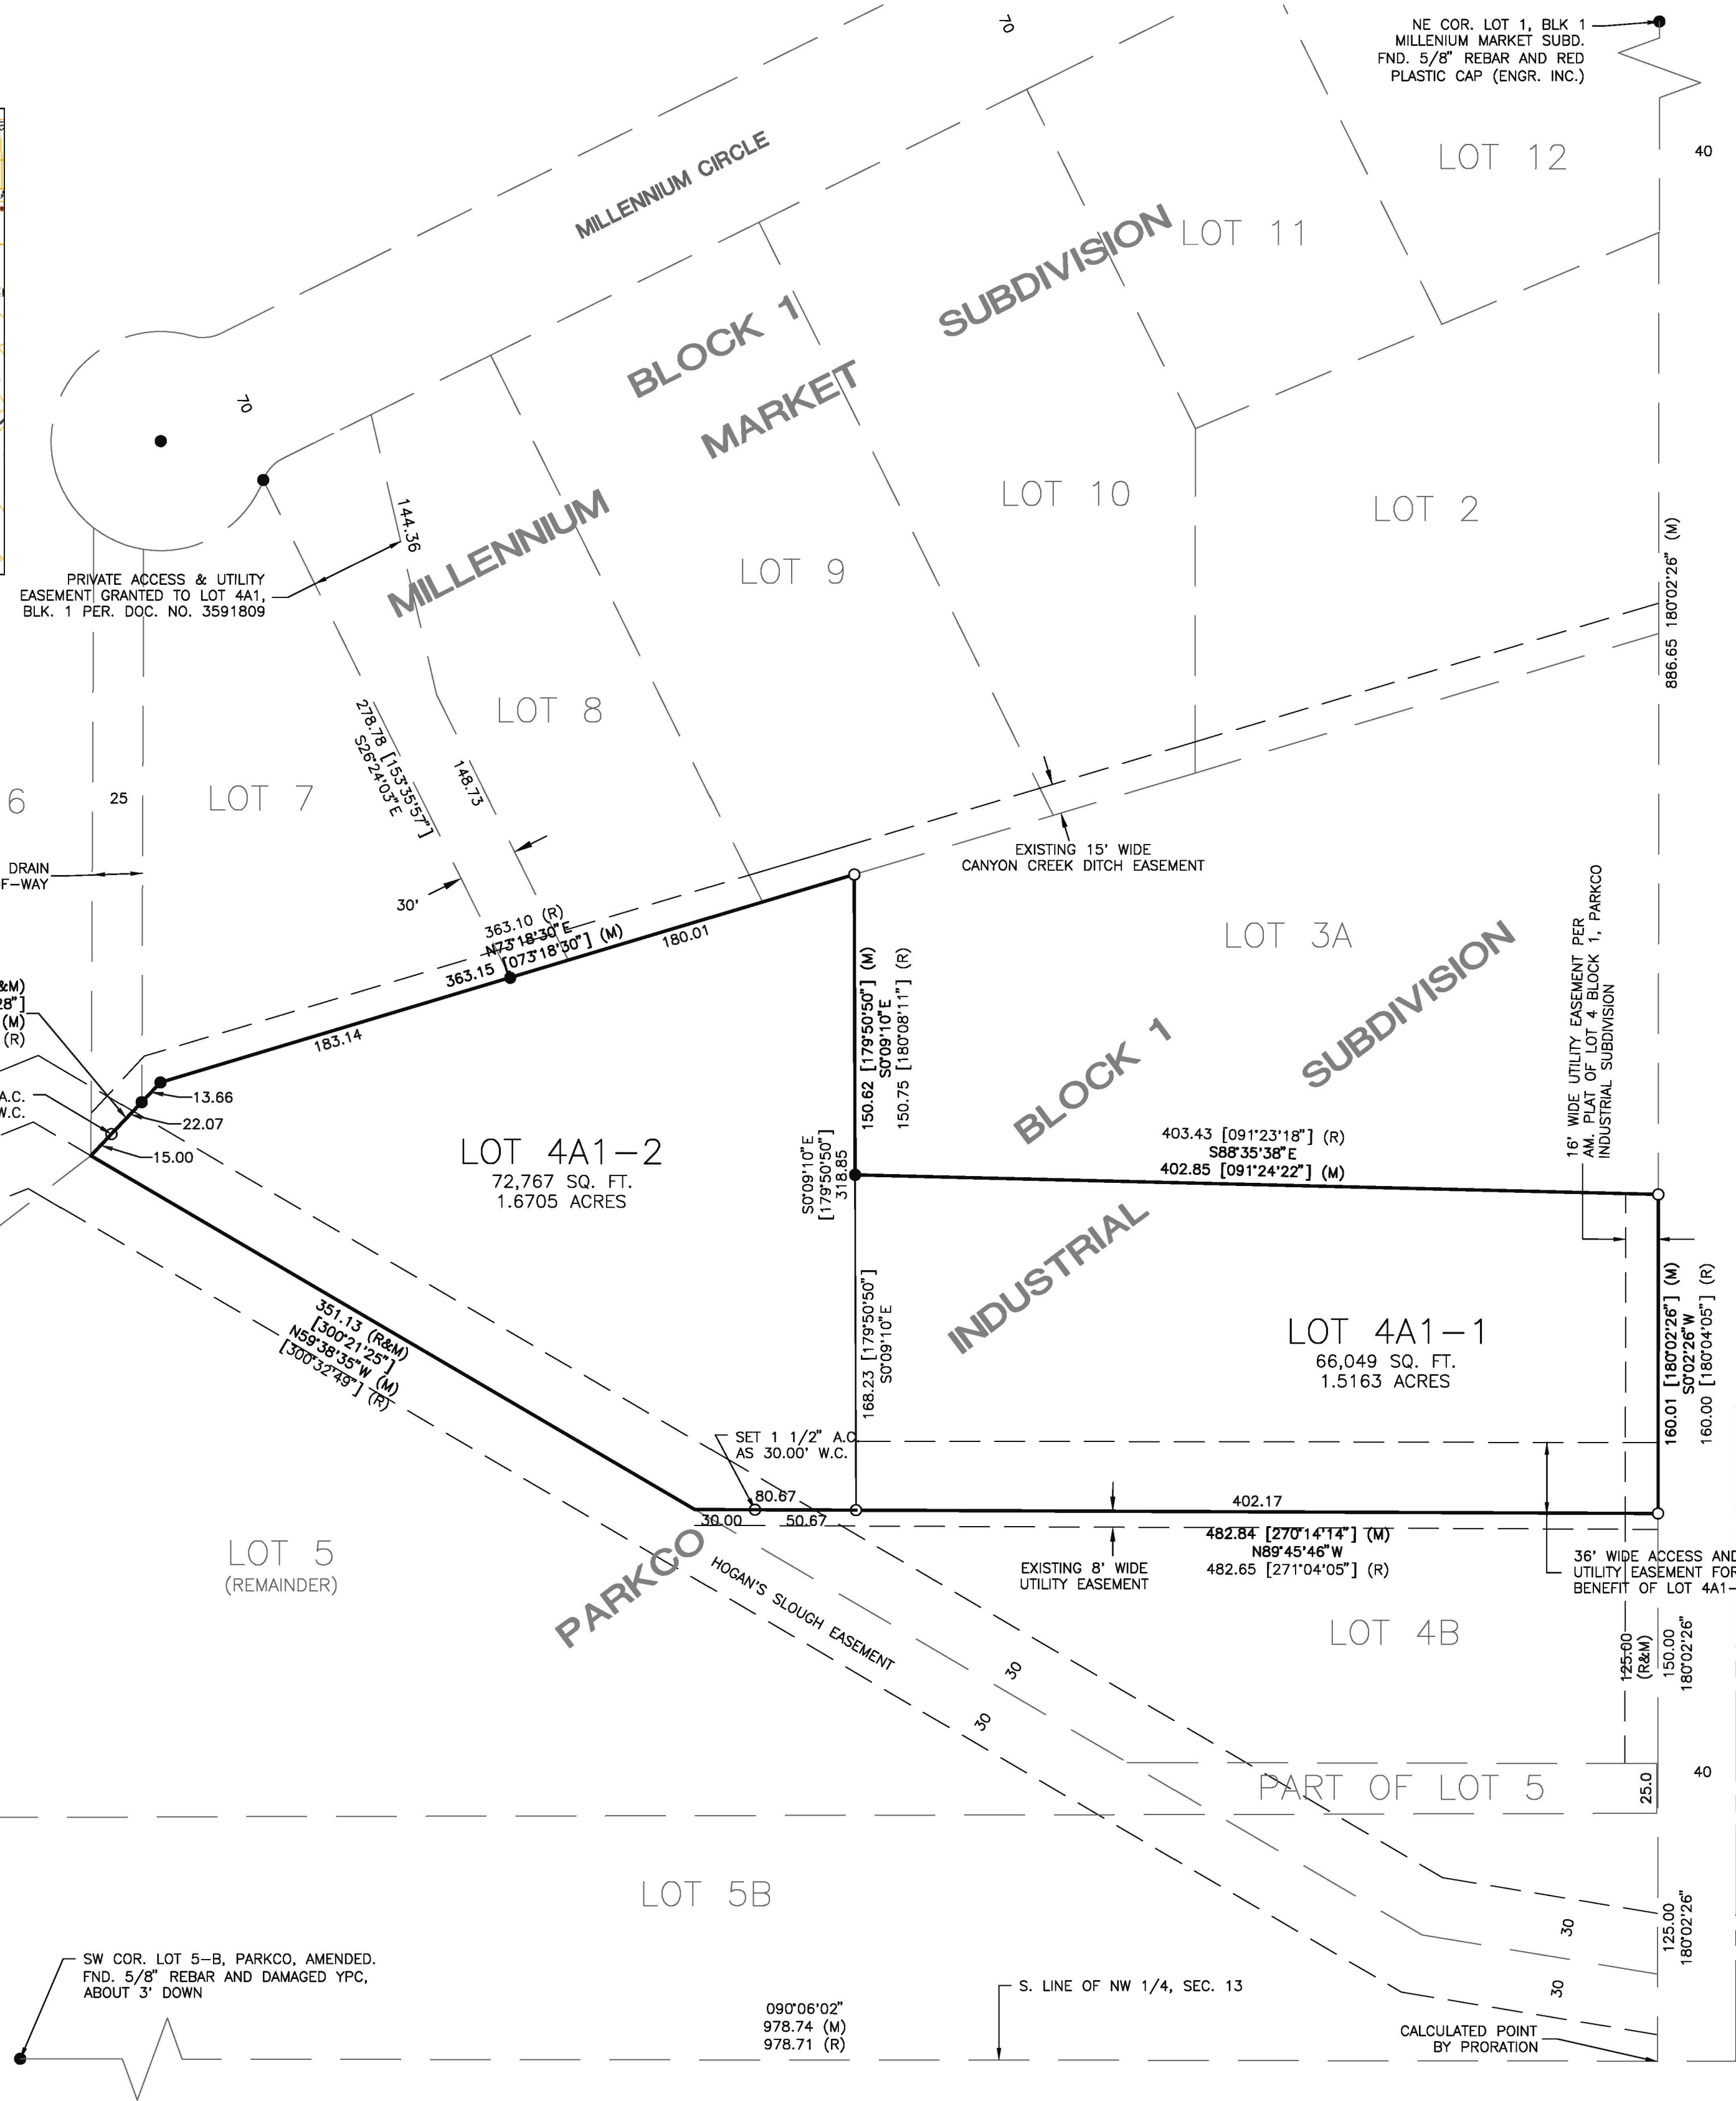 70
NE COR. LOT 1, BLK 1
MILLENIUM MARKET SUBD.
FND. 5/8" REBAR AND RED
PLASTIC CAP (ENGR. INC.)
MILLENNIUM CIRCLE
LOT 12
40
LOT 11
BLOCK 1
MILLENNIUM
MARKET
SUBDIVISION
70
LOT 10
LOT 2
144.36
PRIVATE ACCESS & UTILITY
EASEMENT GRANTED TO LOT 4A1,
BLK. 1 PER. DOC. NO. 3591809
LOT 9
886.65 180°02'26" (M)
LOT 8
278.78 [153°35'57"]
S26°24'03"E
148.73
6
25
LOT 7
DRAIN
OF-WAY
30'
EXISTING 15' WIDE
CANYON CREEK DITCH EASEMENT
363.10 (R)
N73°18'30"E
363.15 [073°18'30"] (M)
180.01
LOT 3A
183.14
&M)
28"]
(M)
(R)
A.C.
W.C.
13.66
22.07
15.00
150.62 [179°50'50"] (M)
S0°09'10"E
150.75 [180°08'11"] (R)
S0°09'10"E
[179°50'50"]
318.85
BLOCK 1
PARKCO
INDUSTRIAL
SUBDIVISION
16' WIDE UTILITY EASEMENT PER
AM. PLAT OF LOT 4 BLOCK 1, PARKCO
INDUSTRIAL SUBDIVISION
403.43 [091°23'18"] (R)
S88°35'38"E
402.85 [091°24'22"] (M)
LOT 4A1-2
72,767 SQ. FT.
1.6705 ACRES
LOT 4A1-1
66,049 SQ. FT.
1.5163 ACRES
168.23 [179°50'50"]
S0°09'10"E
160.01 [180°02'26"] (M)
S0°02'26"W
160.00 [180°04'05"] (R)
351.13 (R&M)
[300°21'25"]
N59°38'35"W (M)
[300°32'49"] (R)
SET 1 1/2" A.C.
AS 30.00' W.C.
80.67
30.00
50.67
402.17
482.84 [270°14'14"] (M)
N89°45'46"W
482.65 [271°04'05"] (R)
EXISTING 8' WIDE
UTILITY EASEMENT
36' WIDE ACCESS AND
UTILITY EASEMENT FOR
BENEFIT OF LOT 4A1-
LOT 5
(REMAINDER)
HOGAN'S SLOUGH EASEMENT
LOT 4B
125.00
(R&M)
150.00
180°02'26"
30
30
PART OF LOT 5
25.0
40
LOT 5B
30
30
125.00
180°02'26"
SW COR. LOT 5-B, PARKCO, AMENDED.
FND. 5/8" REBAR AND DAMAGED YPC,
ABOUT 3' DOWN
S. LINE OF NW 1/4, SEC. 13
090°06'02"
978.74 (M)
978.71 (R)
CALCULATED POINT
BY PRORATION